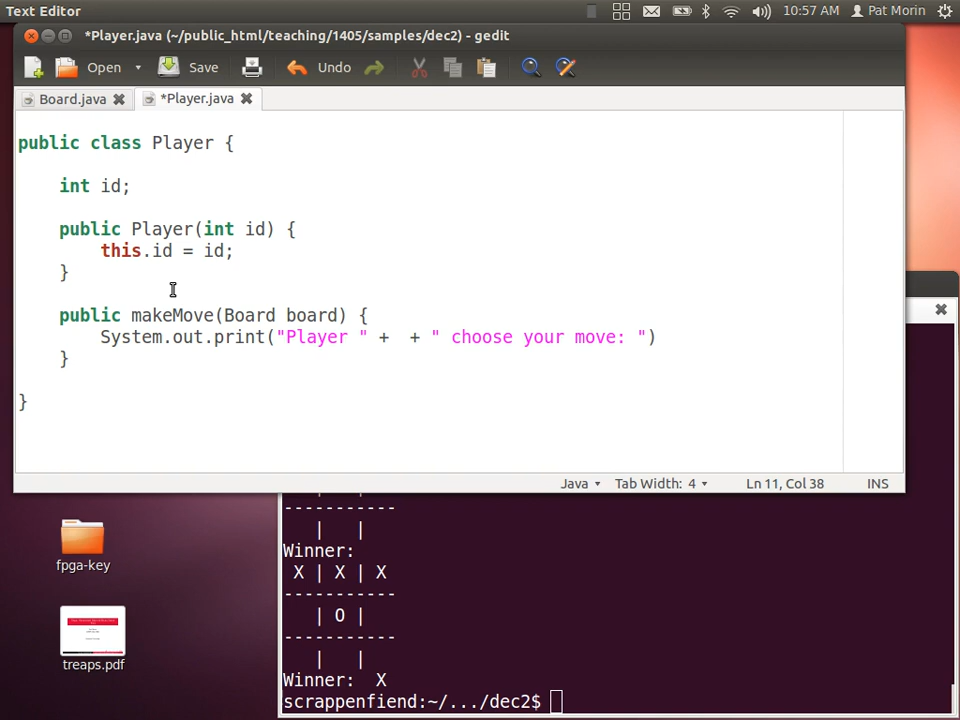 Text Editor
10:57 AM Pat Morin
*Player.java (~/public_html/teaching/1405/samples/dec2) - gedit
Open Save Undo
Board.java *Player.java
public class Player {
int id;
public Player(int id) {
this.id = id;
}
public makeMove(Board board) {
System.out.print("Player " +  + " choose your move: ")
}
}
Java Tab Width: 4 Ln 11, Col 38 INS
-----------
| |
Winner:
X | X | X
-----------
| O |
-----------
| |
Winner:  X
scrappenfiend:~/.../dec2$
fpga-key
treaps.pdf